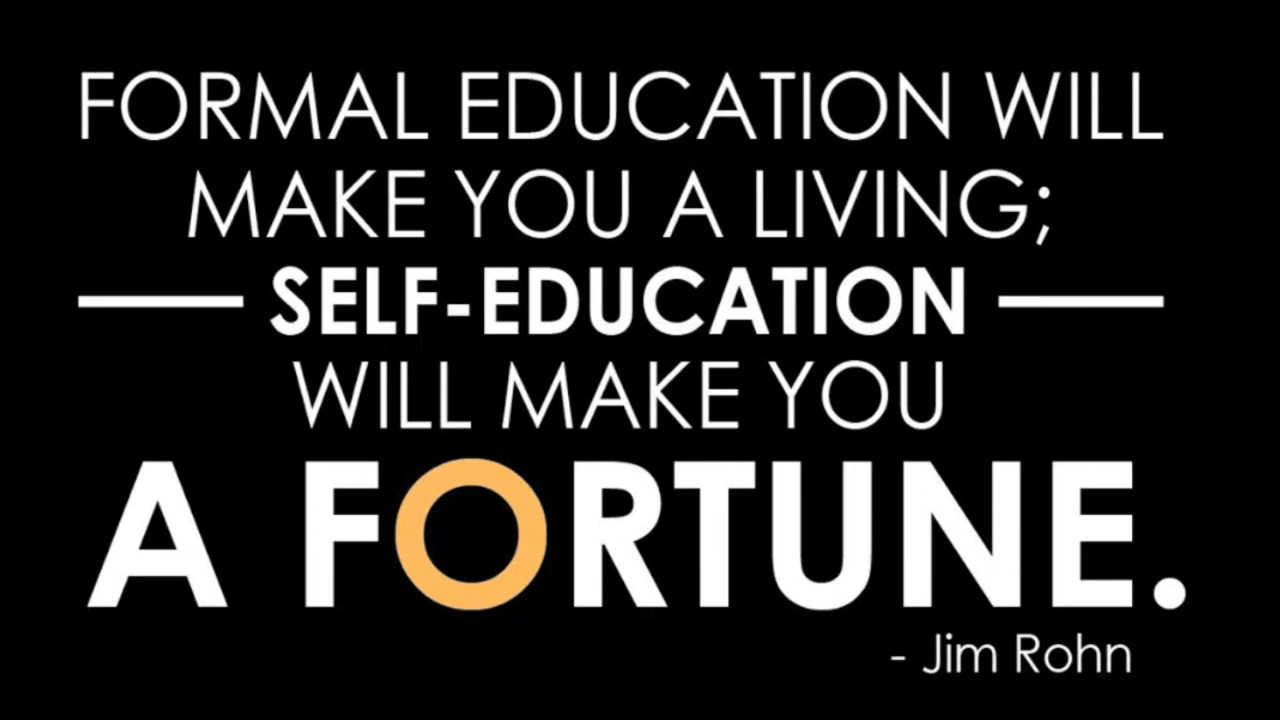 FORMAL EDUCATION WILL
MAKE YOU A LIVING;
SELF-EDUCATION
WILL MAKE YOU
A FORTUNE.
- Jim Rohn